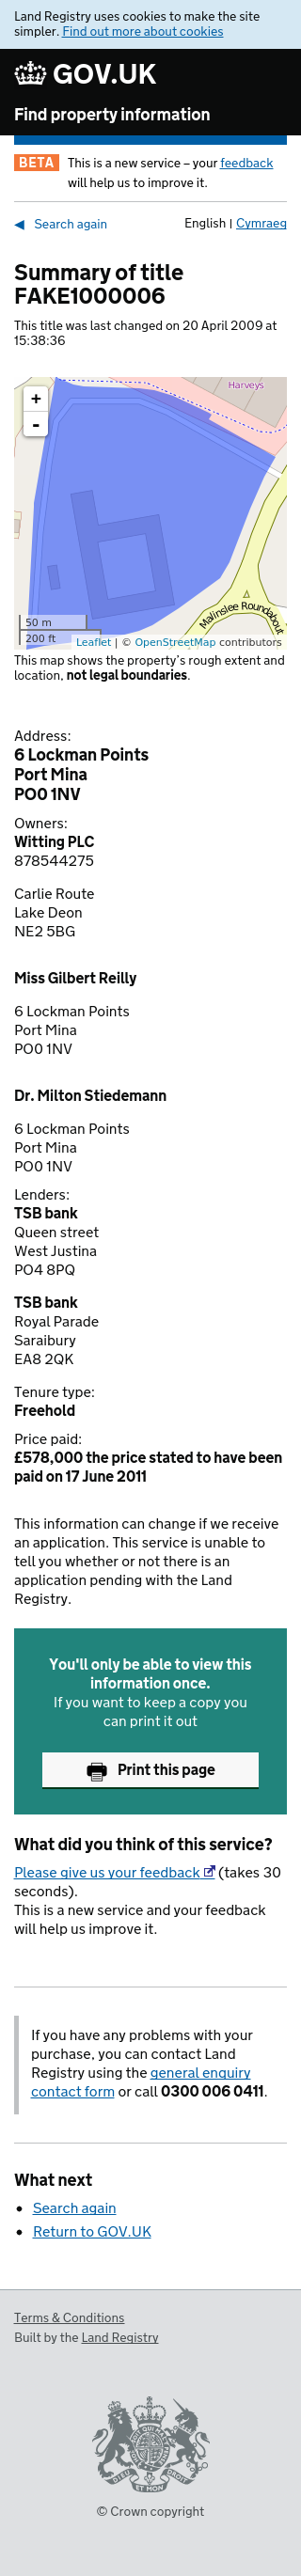 Land Registry uses cookies to make the site
simpler. Find out more about cookies
GOV.UK
Find property information
BETA This is a new service – your feedback
will help us to improve it.
◀ Search again English | Cymraeg
Summary of title
FAKE1000006
This title was last changed on 20 April 2009 at
15:38:36
Harveys
+
-
Malinslee Roundabout
50 m
200 ft
Leaflet | © OpenStreetMap contributors
This map shows the property's rough extent and
location, not legal boundaries.
Address:
6 Lockman Points
Port Mina
PO0 1NV
Owners:
Witting PLC
878544275
Carlie Route
Lake Deon
NE2 5BG
Miss Gilbert Reilly
6 Lockman Points
Port Mina
PO0 1NV
Dr. Milton Stiedemann
6 Lockman Points
Port Mina
PO0 1NV
Lenders:
TSB bank
Queen street
West Justina
PO4 8PQ
TSB bank
Royal Parade
Saraibury
EA8 2QK
Tenure type:
Freehold
Price paid:
£578,000 the price stated to have been
paid on 17 June 2011
This information can change if we receive
an application. This service is unable to
tell you whether or not there is an
application pending with the Land
Registry.
You'll only be able to view this
information once.
If you want to keep a copy you
can print it out
Print this page
What did you think of this service?
Please give us your feedback (takes 30
seconds).
This is a new service and your feedback
will help us improve it.
If you have any problems with your
purchase, you can contact Land
Registry using the general enquiry
contact form or call 0300 006 0411.
What next
• Search again
• Return to GOV.UK
Terms & Conditions
Built by the Land Registry
© Crown copyright